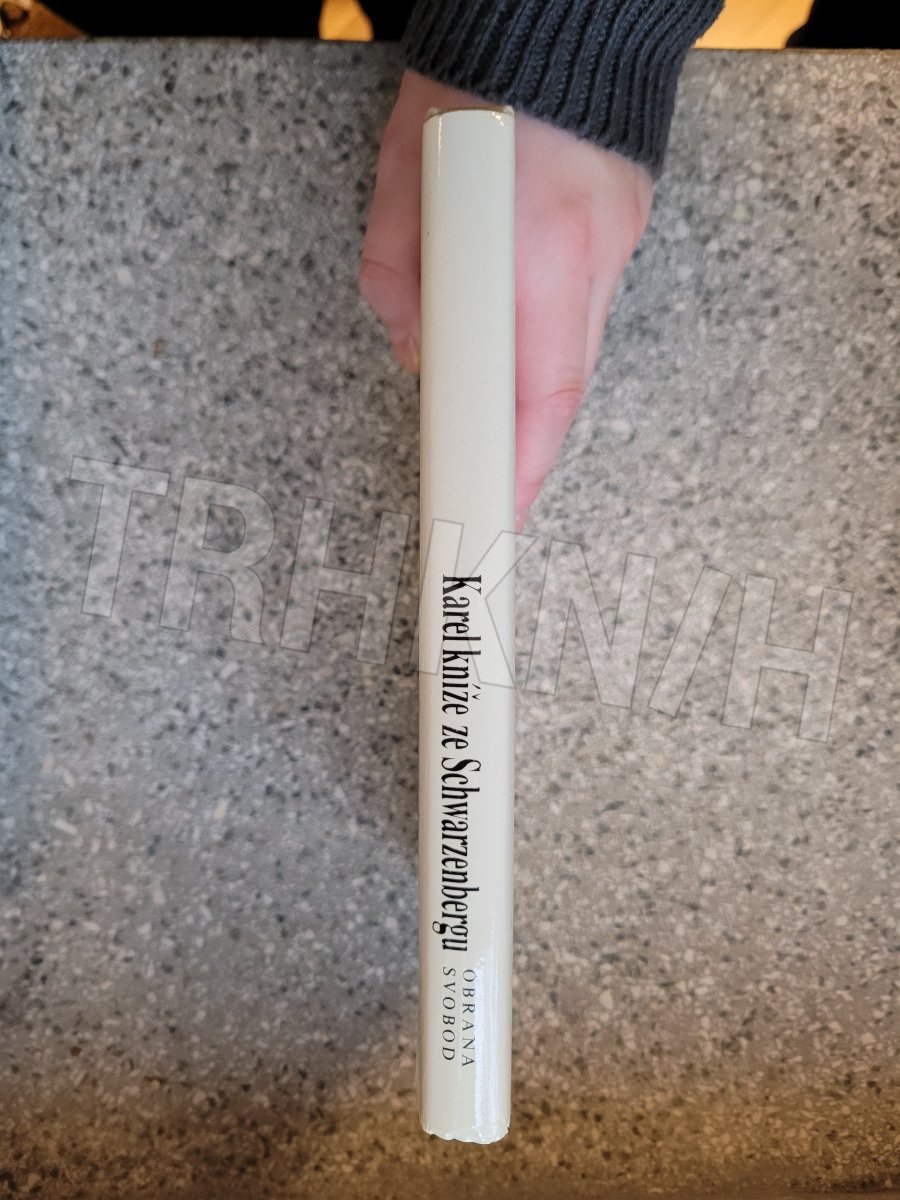 Karel kníže ze Schwarzenbergu
OBRANA
SVOBOD
TRHKNIH